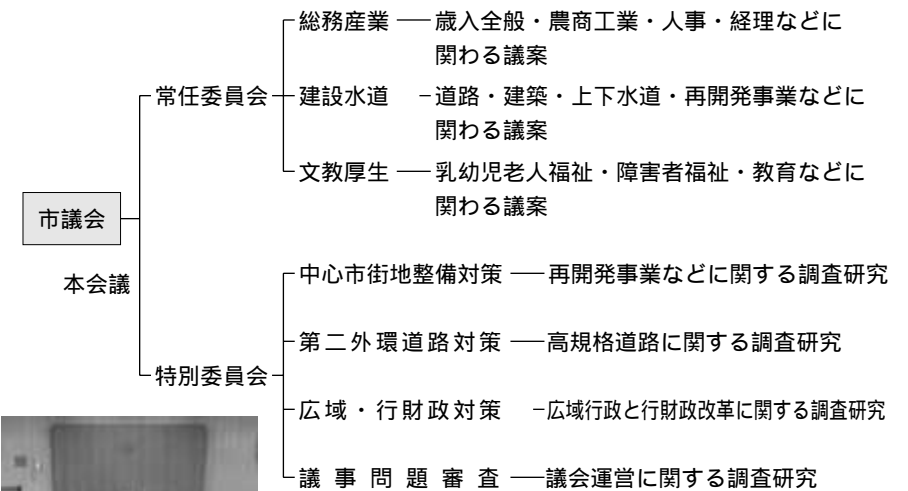 総務産業 歳入全般・農商工業・人事・経理などに
関わる議案
常任委員会 建設水道 道路・建築・上下水道・再開発事業などに
関わる議案
文教厚生 乳幼児老人福祉・障害者福祉・教育などに
関わる議案
市議会
本会議
中心市街地整備対策 再開発事業などに関する調査研究
第二外環道路対策 高規格道路に関する調査研究
特別委員会
広域・行財政対策 広域行政と行財政改革に関する調査研究
議事問題審査 議会運営に関する調査研究